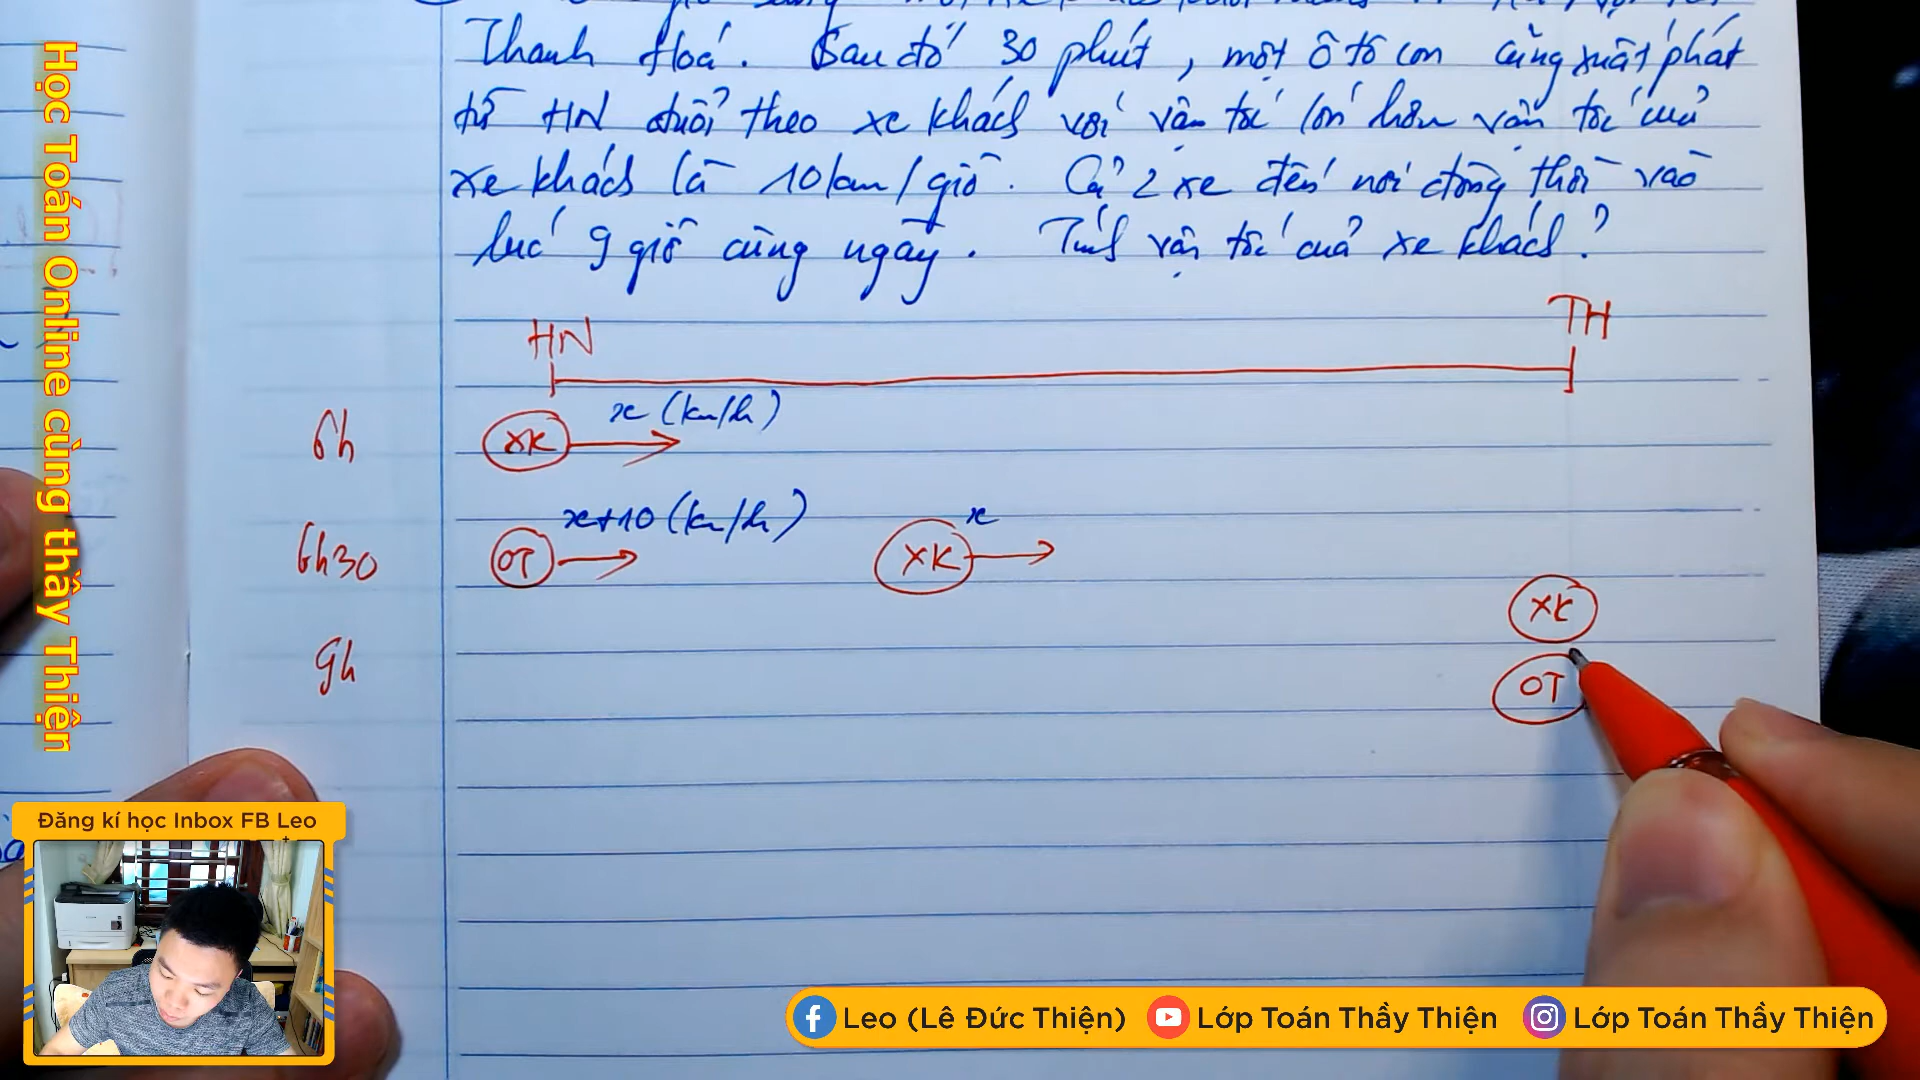 Thanh Hoá. Sau đó 30 phút, một ô tô con cũng xuất phát
từ HN đuổi theo xe khách với vận tốc lớn hơn vận tốc của
xe khách là 10km/giờ. Cả 2 xe đến nơi đồng thời vào
lúc 9 giờ cùng ngày. Tính vận tốc của xe khách?
HN TH
6h XK x (km/h)
6h30 OT x+10 (km/h) XK x
9h XK
OT
Học Toán Online cùng thầy Thiện
Đăng kí học Inbox FB Leo
Leo (Lê Đức Thiện) Lớp Toán Thầy Thiện Lớp Toán Thầy Thiện